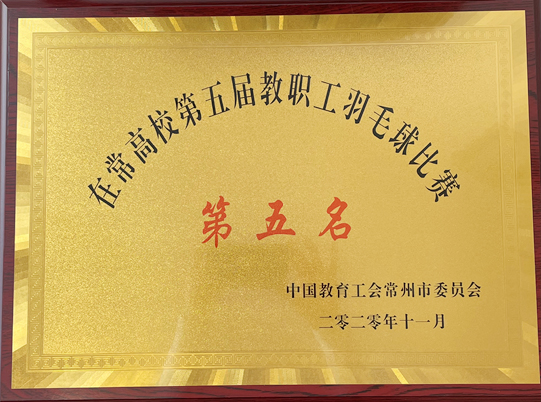 在常高校第五届教职工羽毛球比赛
第五名
中国教育工会常州市委员会
二零二零年十一月